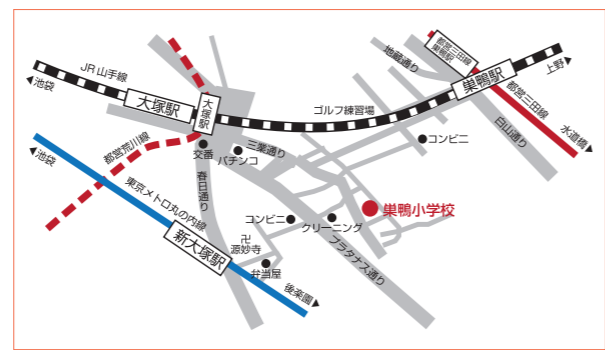 都営三田線
巣鴨駅
地蔵通り
上野▶
JR山手線
◀池袋
大塚駅
大塚駅
ゴルフ練習場
巣鴨駅
都営三田線
水道橋▶
白山通り
コンビニ
都営荒川線
交番
パチンコ
三業通り
◀池袋
東京メトロ丸の内線
春日通り
巣鴨小学校
コンビニ
クリーニング
新大塚駅
卍
源妙寺
弁当屋
プラタナス通り
後楽園▶